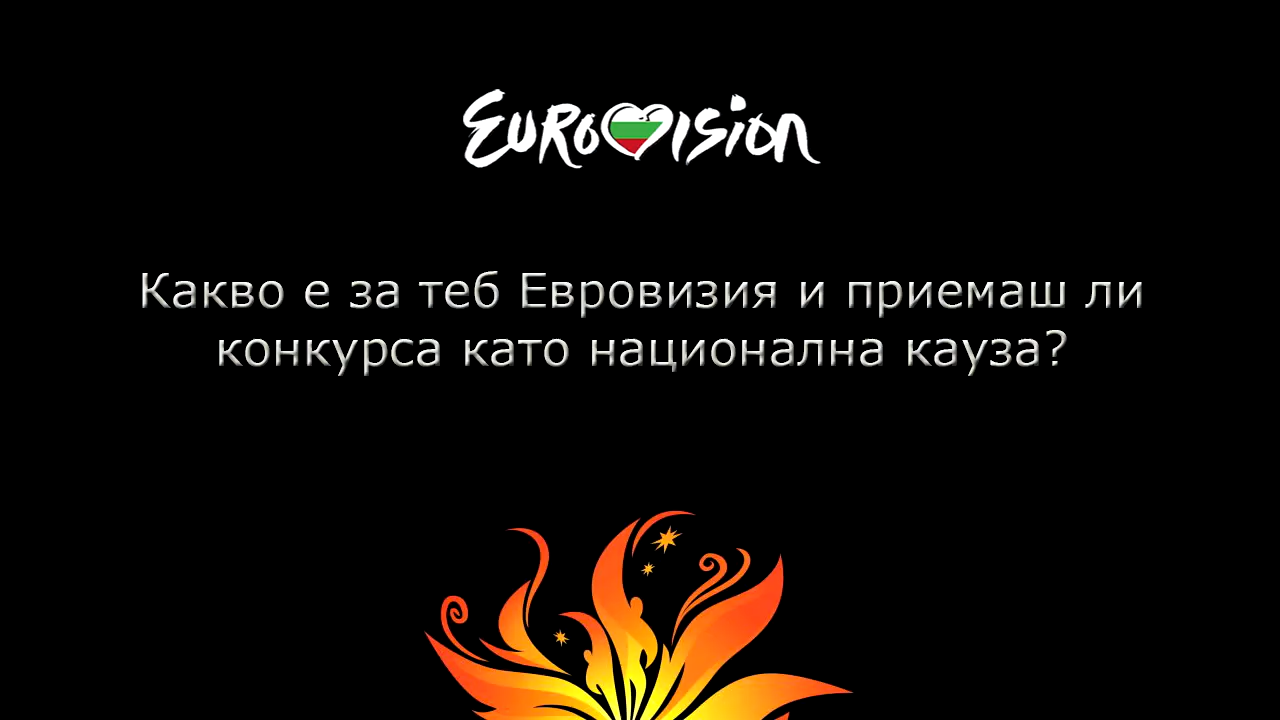 EUROVISION
Какво е за теб Евровизия и приемаш ли
конкурса като национална кауза?